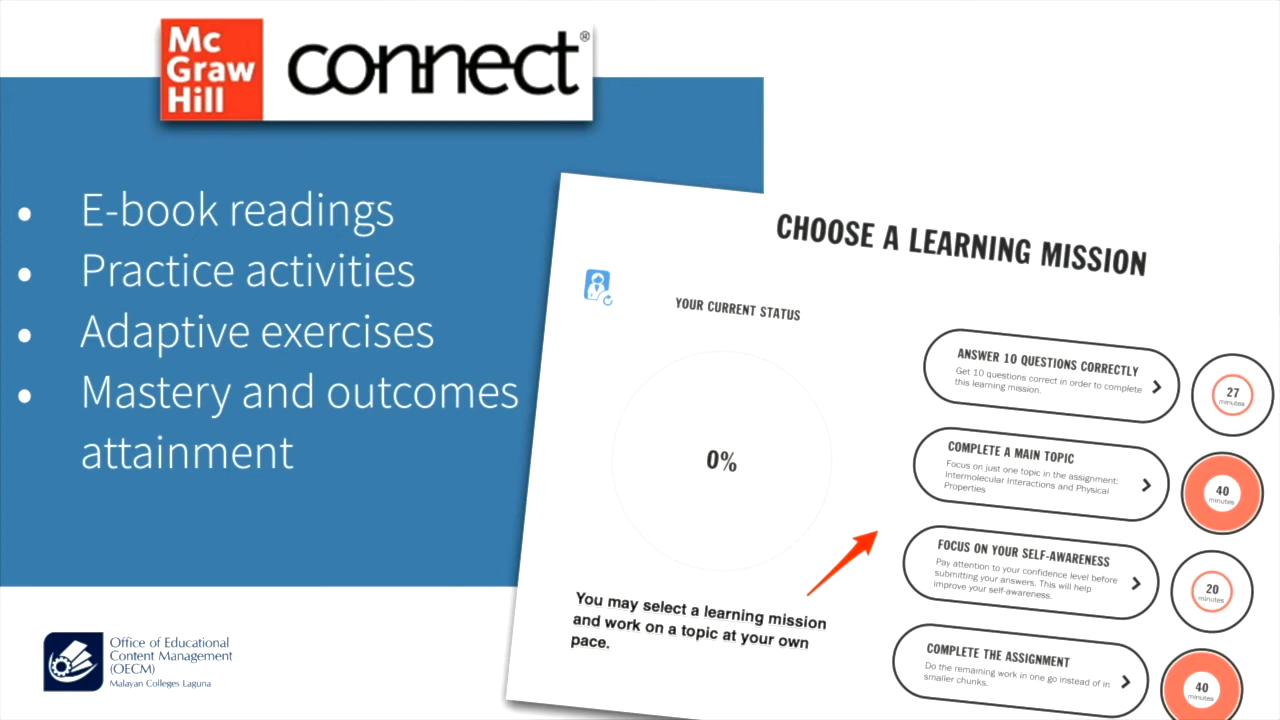 Mc
Graw
Hill
connect®
• E-book readings
• Practice activities
• Adaptive exercises
• Mastery and outcomes
attainment
CHOOSE A LEARNING MISSION
YOUR CURRENT STATUS
0%
ANSWER 10 QUESTIONS CORRECTLY
Get 10 questions correct in order to complete
this learning mission.
27
minutes
COMPLETE A MAIN TOPIC
Focus on just one topic in the assignment:
Intermolecular Interactions and Physical
Properties
40
minutes
FOCUS ON YOUR SELF-AWARENESS
Pay attention to your confidence level before
submitting your answers. This will help
improve your self-awareness.
20
minutes
COMPLETE THE ASSIGNMENT
Do the remaining work in one go instead of in
smaller chunks.
40
minutes
You may select a learning mission
and work on a topic at your own
pace.
Office of Educational
Content Management
(OECM)
Malayan Colleges Laguna